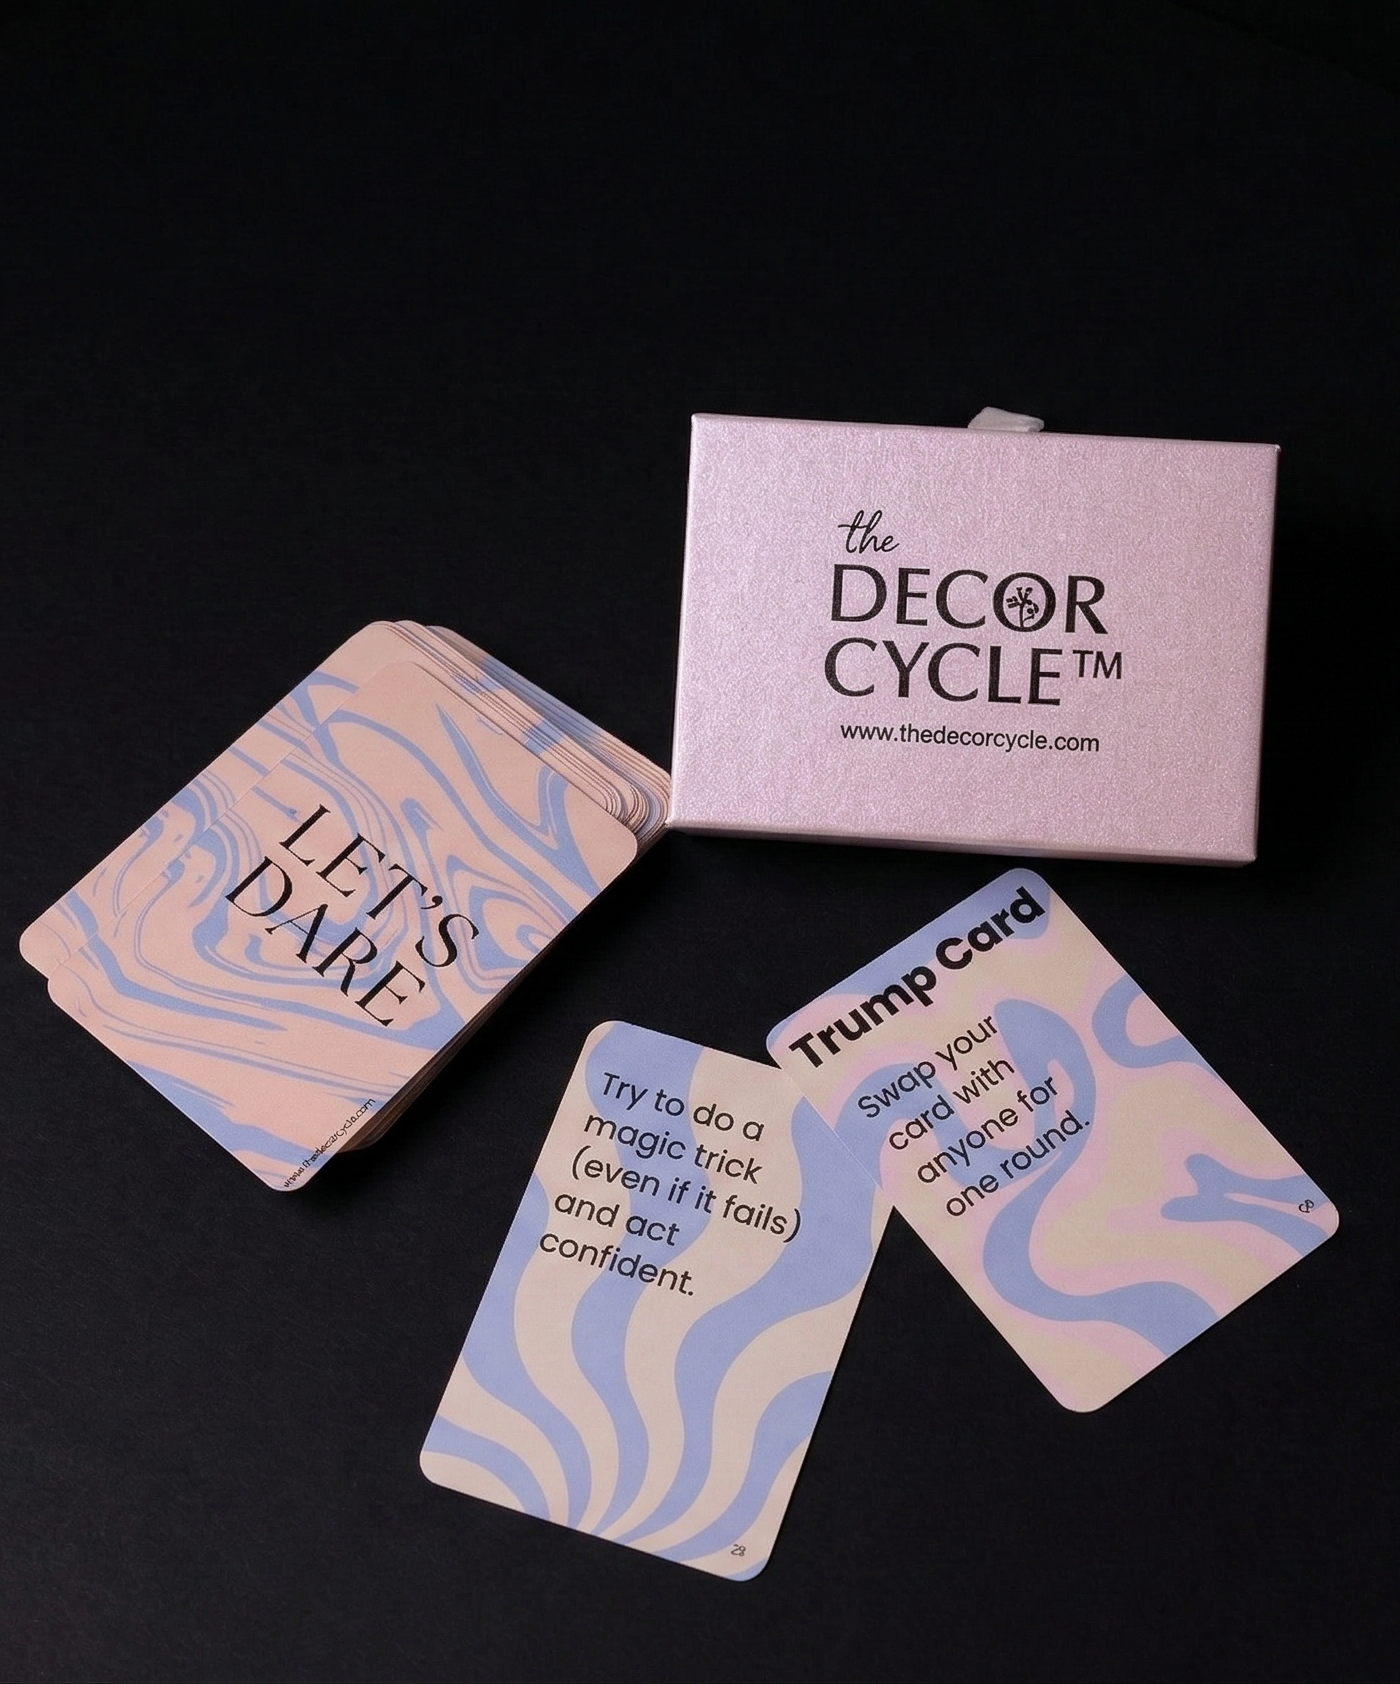 the
DECOR
CYCLE™
www.thedecorcycle.com
LET'S
DARE
Trump Card
Swap your
card with
anyone for
one round.
Try to do a
magic trick
(even if it fails)
and act
confident.
28